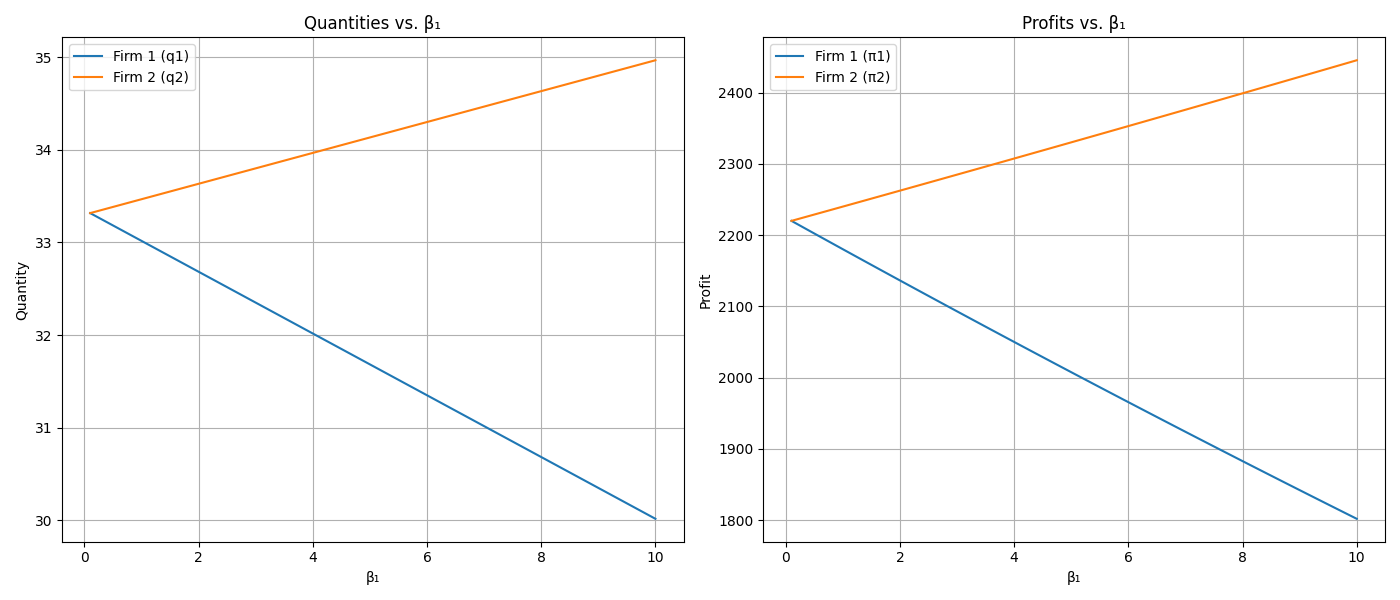 Quantities vs. β₁
Firm 1 (q1)
Firm 2 (q2)
Quantity
35
34
33
32
31
30
0 2 4 6 8 10
β₁
Profits vs. β₁
Firm 1 (π1)
Firm 2 (π2)
Profit
2400
2300
2200
2100
2000
1900
1800
0 2 4 6 8 10
β₁